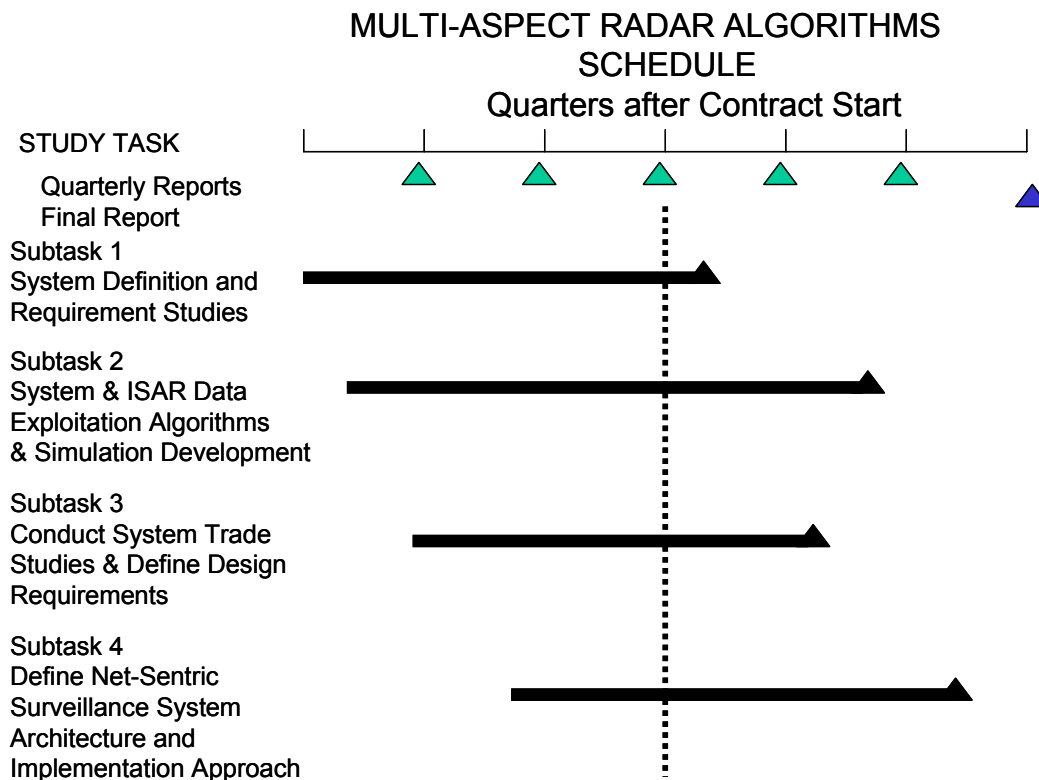 MULTI-ASPECT RADAR ALGORITHMS
SCHEDULE
Quarters after Contract Start
STUDY TASK
Quarterly Reports
Final Report
Subtask 1
System Definition and
Requirement Studies
Subtask 2
System & ISAR Data
Exploitation Algorithms
& Simulation Development
Subtask 3
Conduct System Trade
Studies & Define Design
Requirements
Subtask 4
Define Net-Sentric
Surveillance System
Architecture and
Implementation Approach